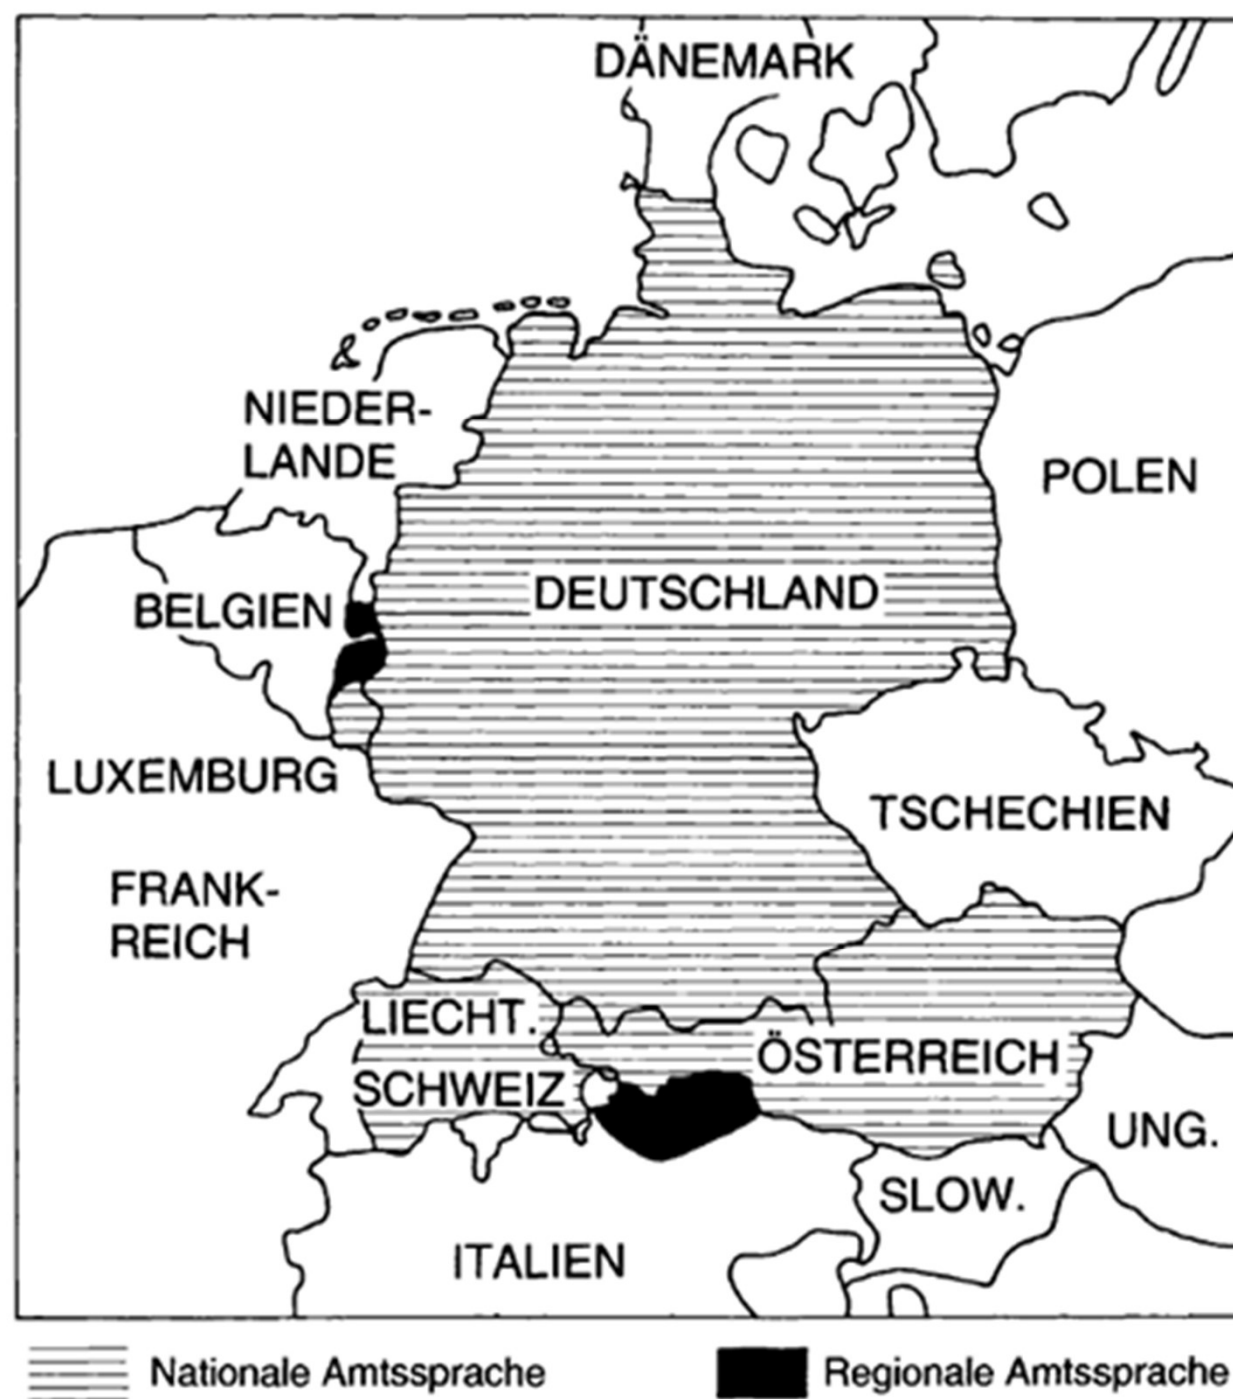 DÄNEMARK
NIEDER-
LANDE
POLEN
DEUTSCHLAND
BELGIEN
LUXEMBURG
TSCHECHIEN
FRANK-
REICH
LIECHT.
ÖSTERREICH
SCHWEIZ
UNG.
SLOW.
ITALIEN
Nationale Amtssprache
Regionale Amtssprache